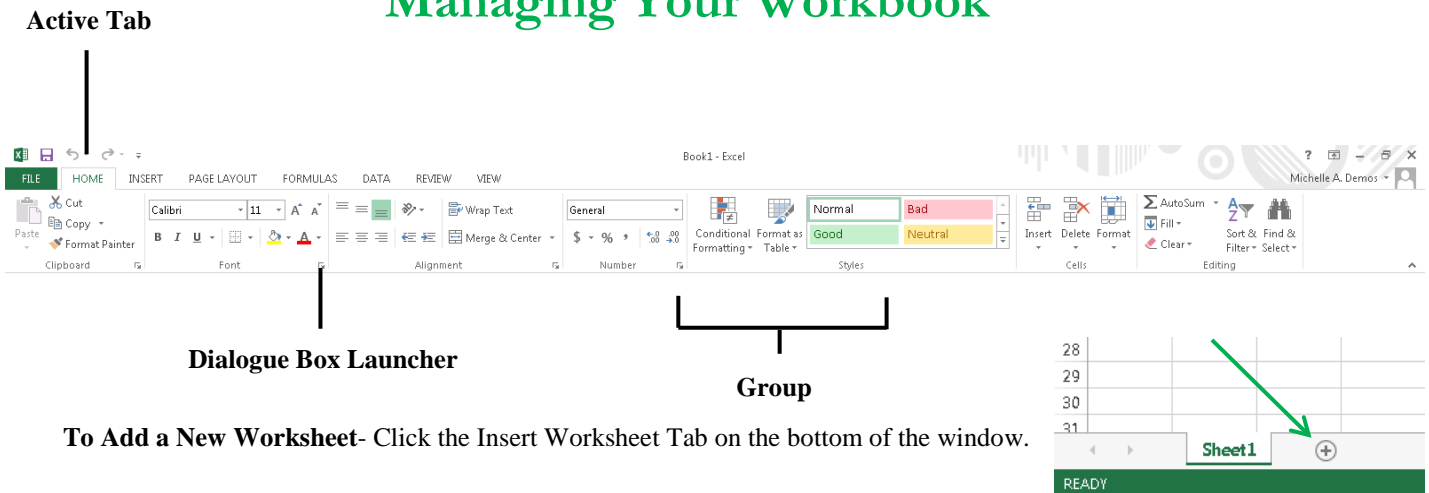 Managing Your Workbook
Active Tab
Book1 - Excel
?
FILE HOME INSERT PAGE LAYOUT FORMULAS DATA REVIEW VIEW
Michelle A. Demos
Paste
Cut
Copy
Format Painter
Clipboard
Calibri 11 A A
B I U A
Font
Wrap Text
Merge & Center
Alignment
General
$ % , .0 .00 .00 .0
Number
Conditional Formatting
Format as Table
Normal Bad
Good Neutral
Styles
Insert Delete Format
Cells
AutoSum
Fill
Clear
A Z
Sort & Filter
Find & Select
Editing
Dialogue Box Launcher
Group
To Add a New Worksheet- Click the Insert Worksheet Tab on the bottom of the window.
28
29
30
31
Sheet1
READY